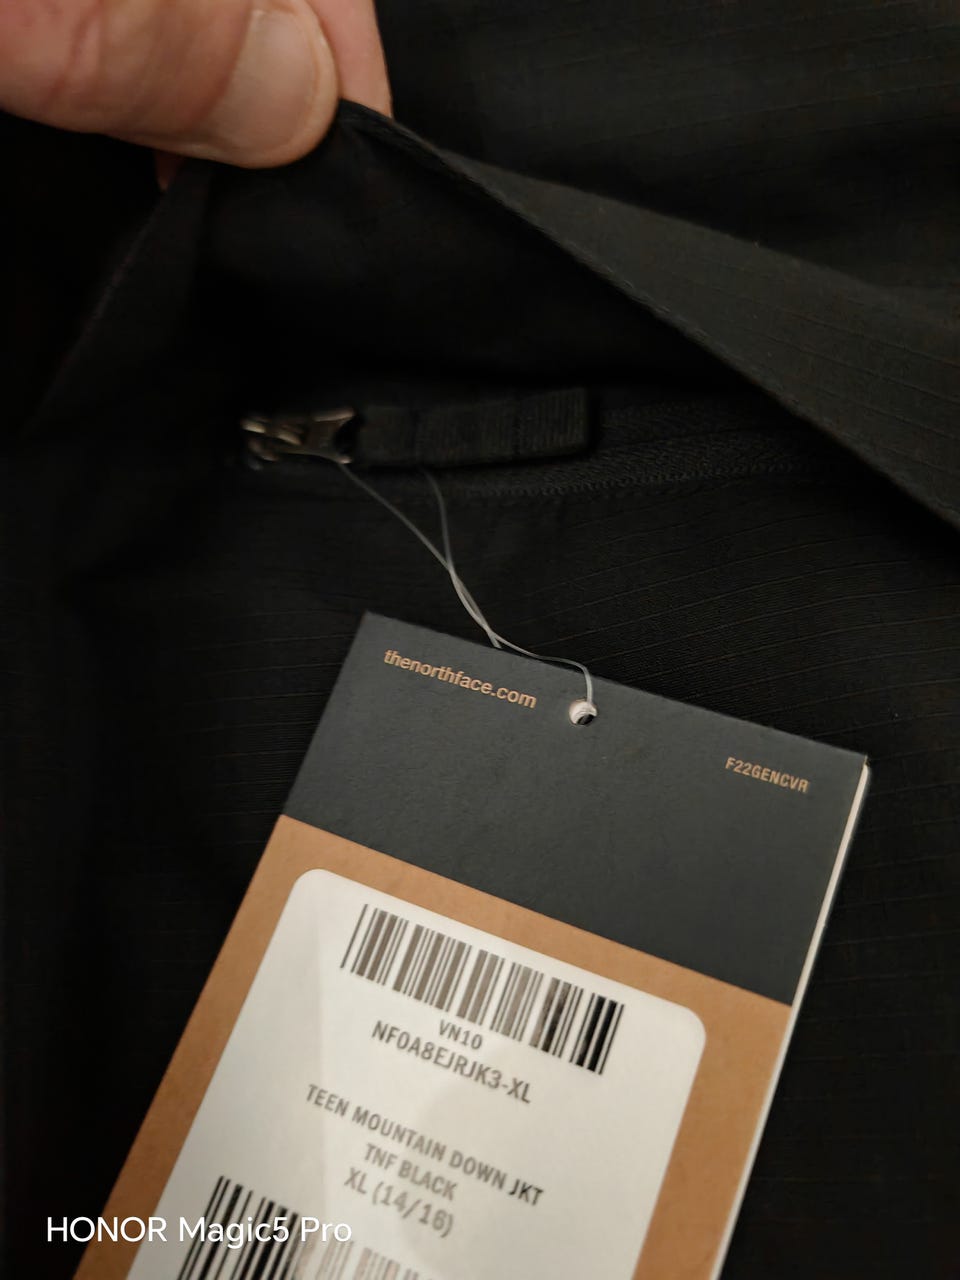 thenorthface.com
F22GENCVR
VN10
NF0A8EJRJK3-XL
TEEN MOUNTAIN DOWN JKT
TNF BLACK
XL (14/16)
HONOR Magic5 Pro